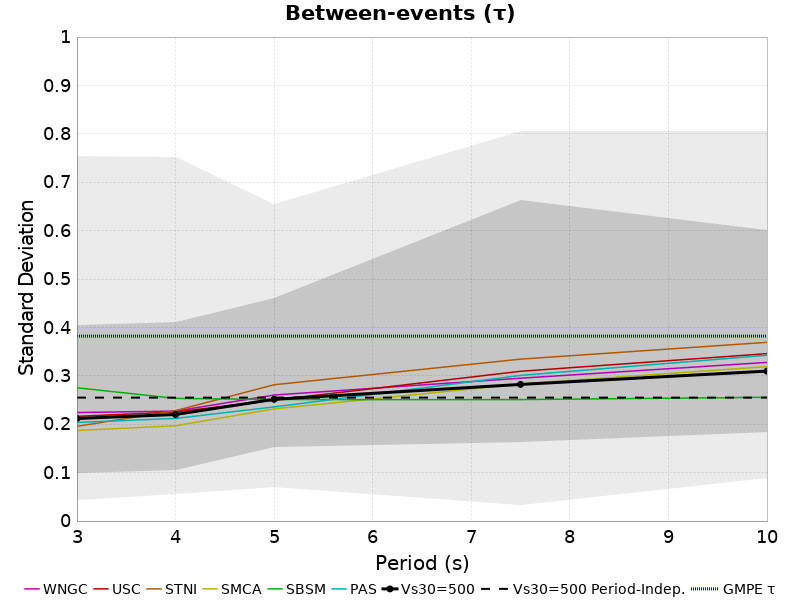 Between-events (τ)
1
0.9
0.8
0.7
0.6
0.5
0.4
0.3
0.2
0.1
0
Standard Deviation
3 4 5 6 7 8 9 10
Period (s)
WNGC USC STNI SMCA SBSM PAS Vs30=500 Vs30=500 Period-Indep. GMPE τ